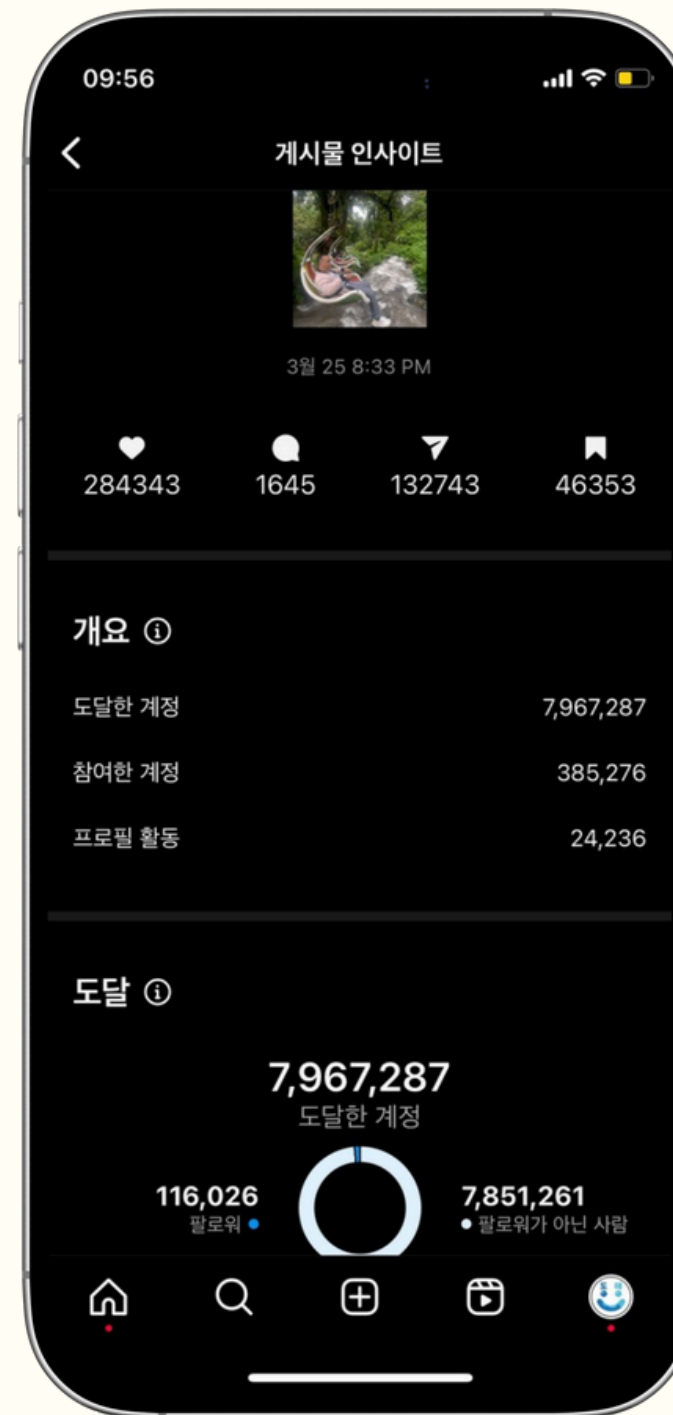 09:56
게시물 인사이트
3월 25 8:33 PM
284343 1645 132743 46353
개요
도달한 계정 7,967,287
참여한 계정 385,276
프로필 활동 24,236
도달
7,967,287
도달한 계정
116,026 7,851,261
팔로워 팔로워가 아닌 사람